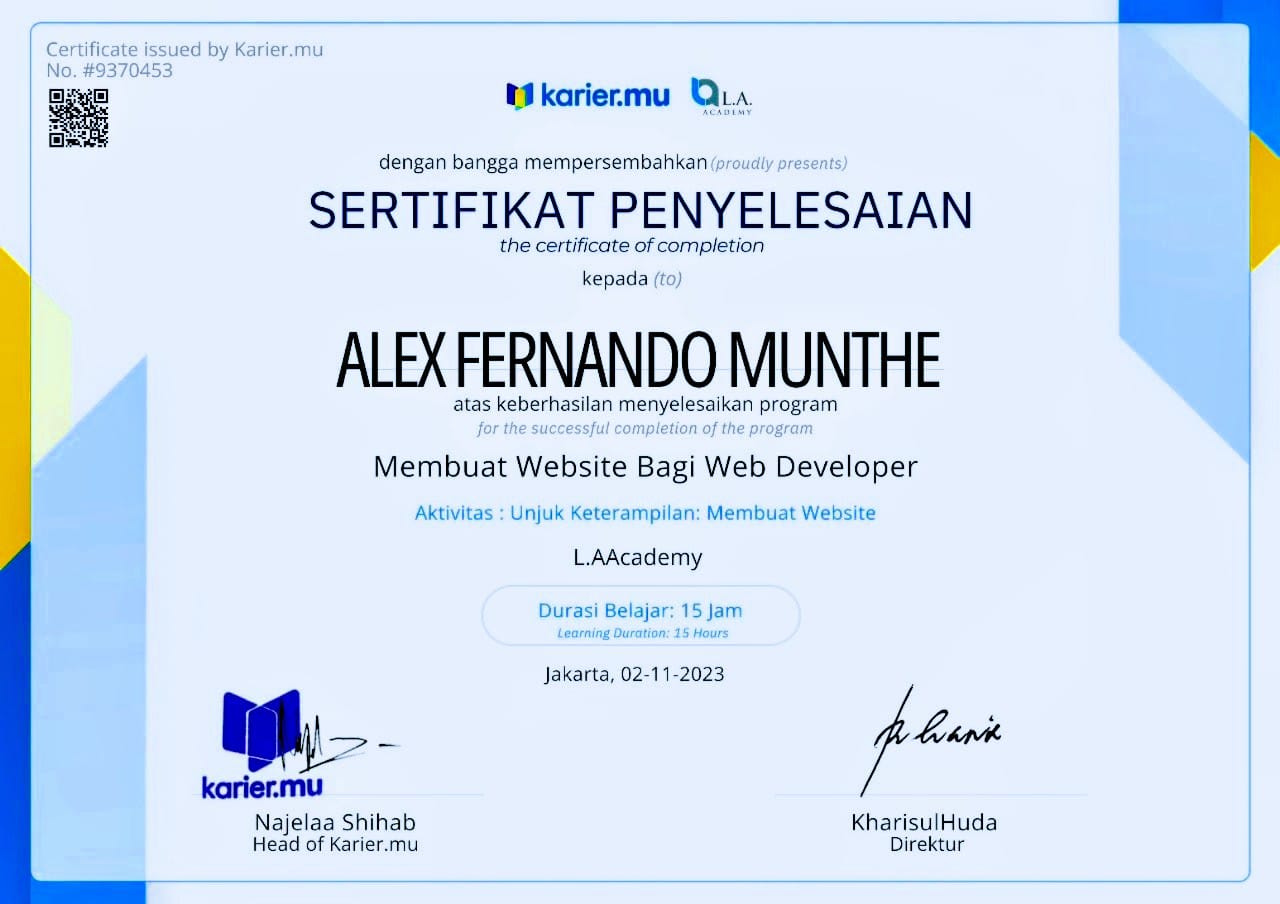 Certificate issued by Karier.mu
No. #9370453
karier.mu L.A. ACADEMY
dengan bangga mempersembahkan (proudly presents)
SERTIFIKAT PENYELESAIAN
the certificate of completion
kepada (to)
ALEX FERNANDO MUNTHE
atas keberhasilan menyelesaikan program
for the successful completion of the program
Membuat Website Bagi Web Developer
Aktivitas : Unjuk Keterampilan: Membuat Website
L.AAcademy
Durasi Belajar: 15 Jam
Learning Duration: 15 Hours
Jakarta, 02-11-2023
karier.mu
Najelaa Shihab
Head of Karier.mu
KharisulHuda
Direktur